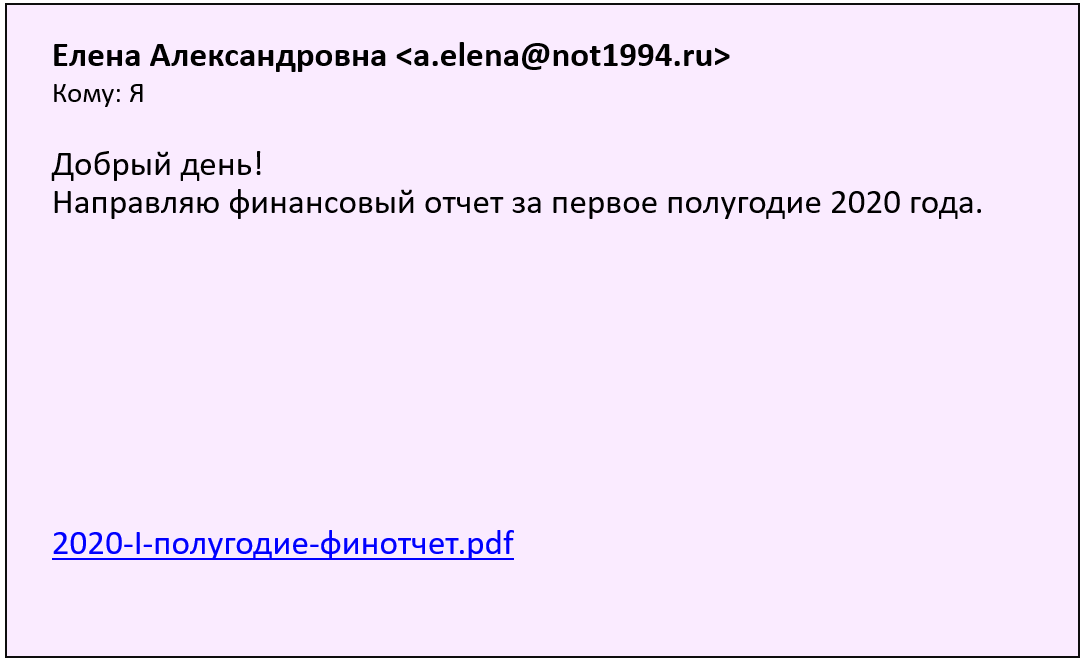 Елена Александровна <a.elena@not1994.ru>
Кому: Я
Добрый день!
Направляю финансовый отчет за первое полугодие 2020 года.
2020-I-полугодие-финотчет.pdf